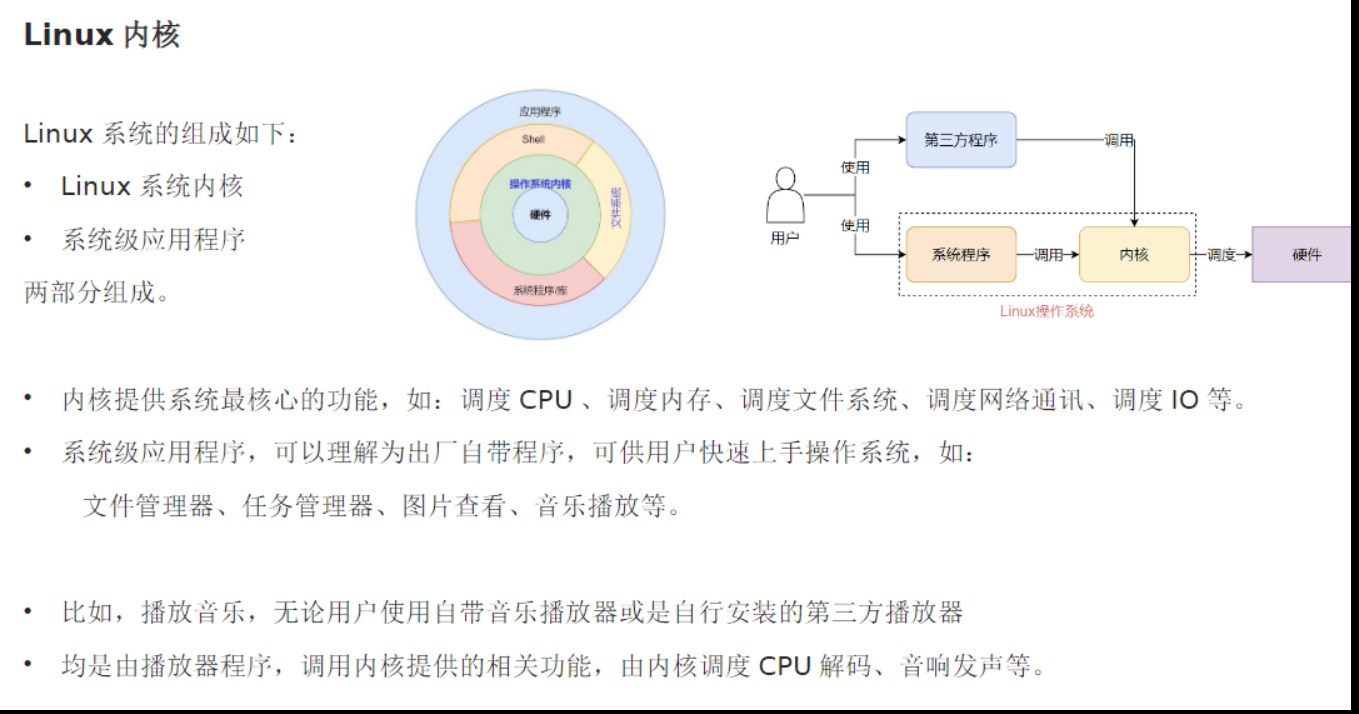 Linux 内核
Linux 系统的组成如下：
• Linux 系统内核
• 系统级应用程序
两部分组成。
应用程序
Shell
操作系统内核
硬件
文件系统
系统程序/库
用户
使用
使用
第三方程序
调用
系统程序
调用
内核
调度
硬件
Linux操作系统
• 内核提供系统最核心的功能，如：调度 CPU 、调度内存、调度文件系统、调度网络通讯、调度 IO 等。
• 系统级应用程序，可以理解为出厂自带程序，可供用户快速上手操作系统，如：
文件管理器、任务管理器、图片查看、音乐播放等。
• 比如，播放音乐，无论用户使用自带音乐播放器或是自行安装的第三方播放器
• 均是由播放器程序，调用内核提供的相关功能，由内核调度 CPU 解码、音响发声等。